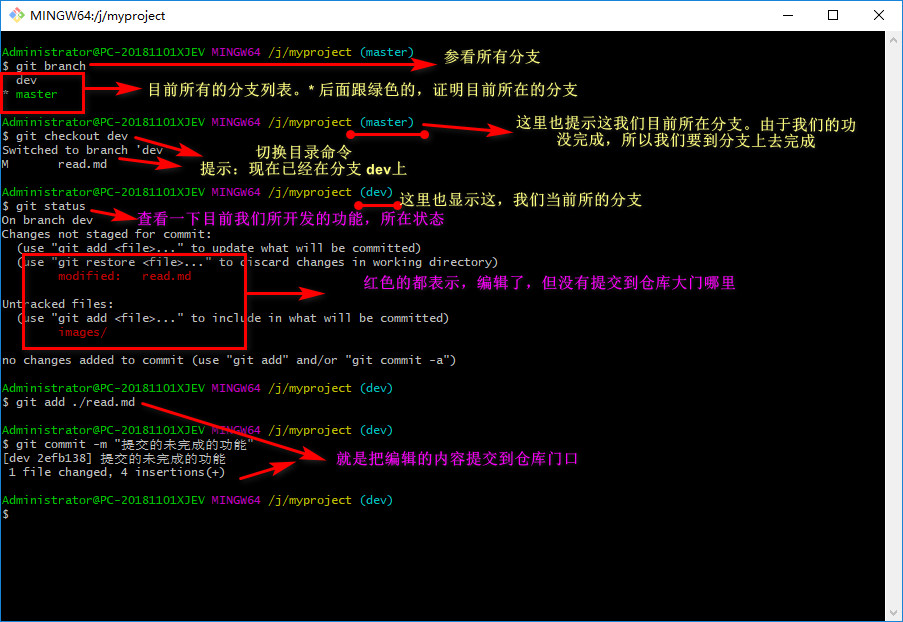 MINGW64:/j/myproject
Administrator@PC-20181101XJEV MINGW64 /j/myproject (master)
$ git branch
参看所有分支
dev
* master
目前所有的分支列表。* 后面跟绿色的，证明目前所在的分支
Administrator@PC-20181101XJEV MINGW64 /j/myproject (master)
这里也提示这我们目前所在分支。由于我们的功
没完成，所以我们要到分支上去完成
$ git checkout dev
Switched to branch 'dev
切换目录命令
M read.md
提示：现在已经在分支 dev上
Administrator@PC-20181101XJEV MINGW64 /j/myproject (dev)
这里也显示这，我们当前所的分支
$ git status
On branch dev
查看一下目前我们所开发的功能，所在状态
Changes not staged for commit:
(use "git add <file>..." to update what will be committed)
(use "git restore <file>..." to discard changes in working directory)
modified: read.md
红色的都表示，编辑了，但没有提交到仓库大门哪里
Untracked files:
(use "git add <file>..." to include in what will be committed)
images/
no changes added to commit (use "git add" and/or "git commit -a")
Administrator@PC-20181101XJEV MINGW64 /j/myproject (dev)
$ git add ./read.md
Administrator@PC-20181101XJEV MINGW64 /j/myproject (dev)
$ git commit -m "提交的未完成的功能"
[dev 2efb138] 提交的未完成的功能
就是把编辑的内容提交到仓库门口
1 file changed, 4 insertions(+)
Administrator@PC-20181101XJEV MINGW64 /j/myproject (dev)
$